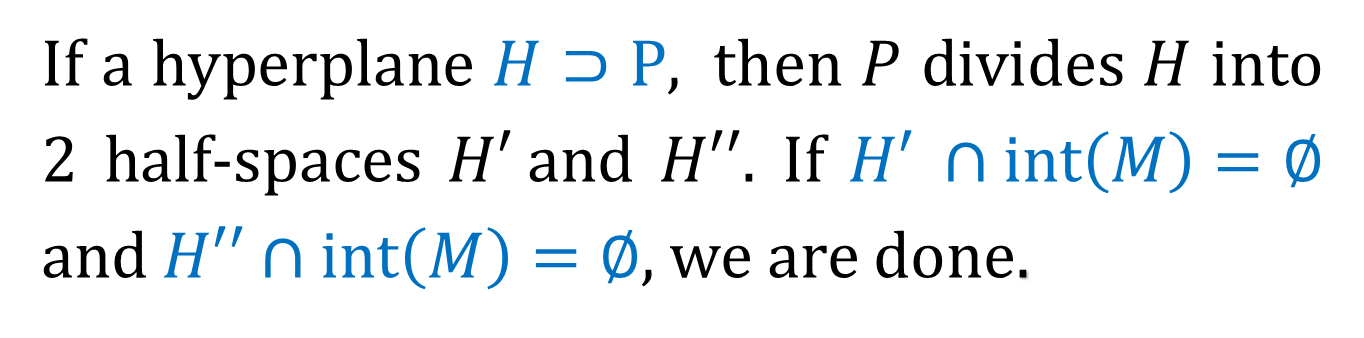 If a hyperplane H ⊃ P, then P divides H into
2 half-spaces H′ and H′′. If H′ ∩ int(M) = ∅
and H′′ ∩ int(M) = ∅, we are done.